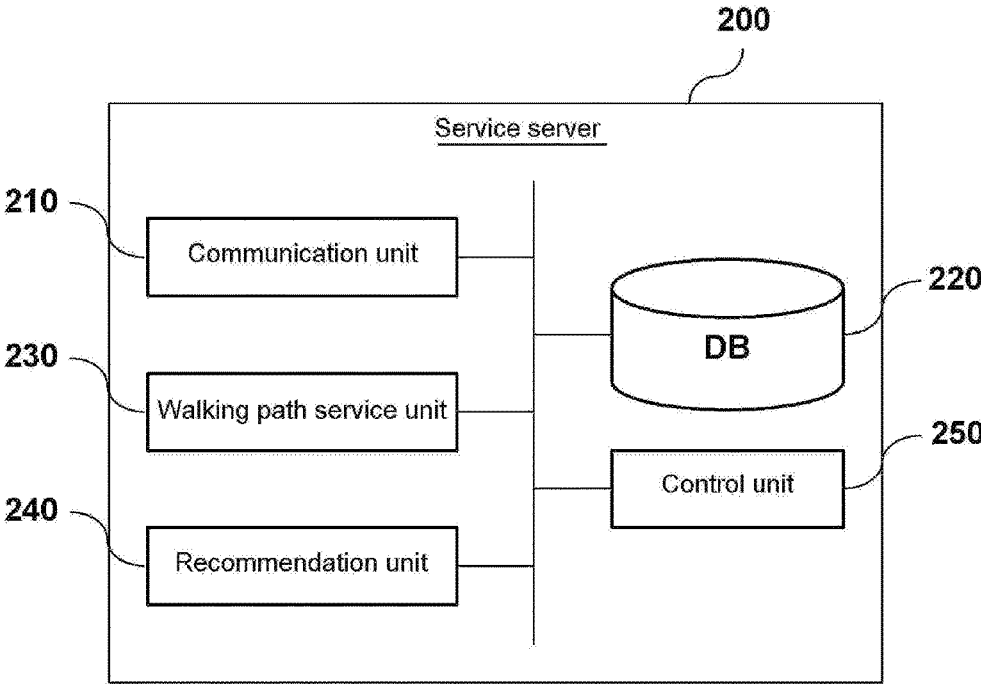 200
Service server
210
Communication unit
220
DB
230
Walking path service unit
250
Control unit
240
Recommendation unit